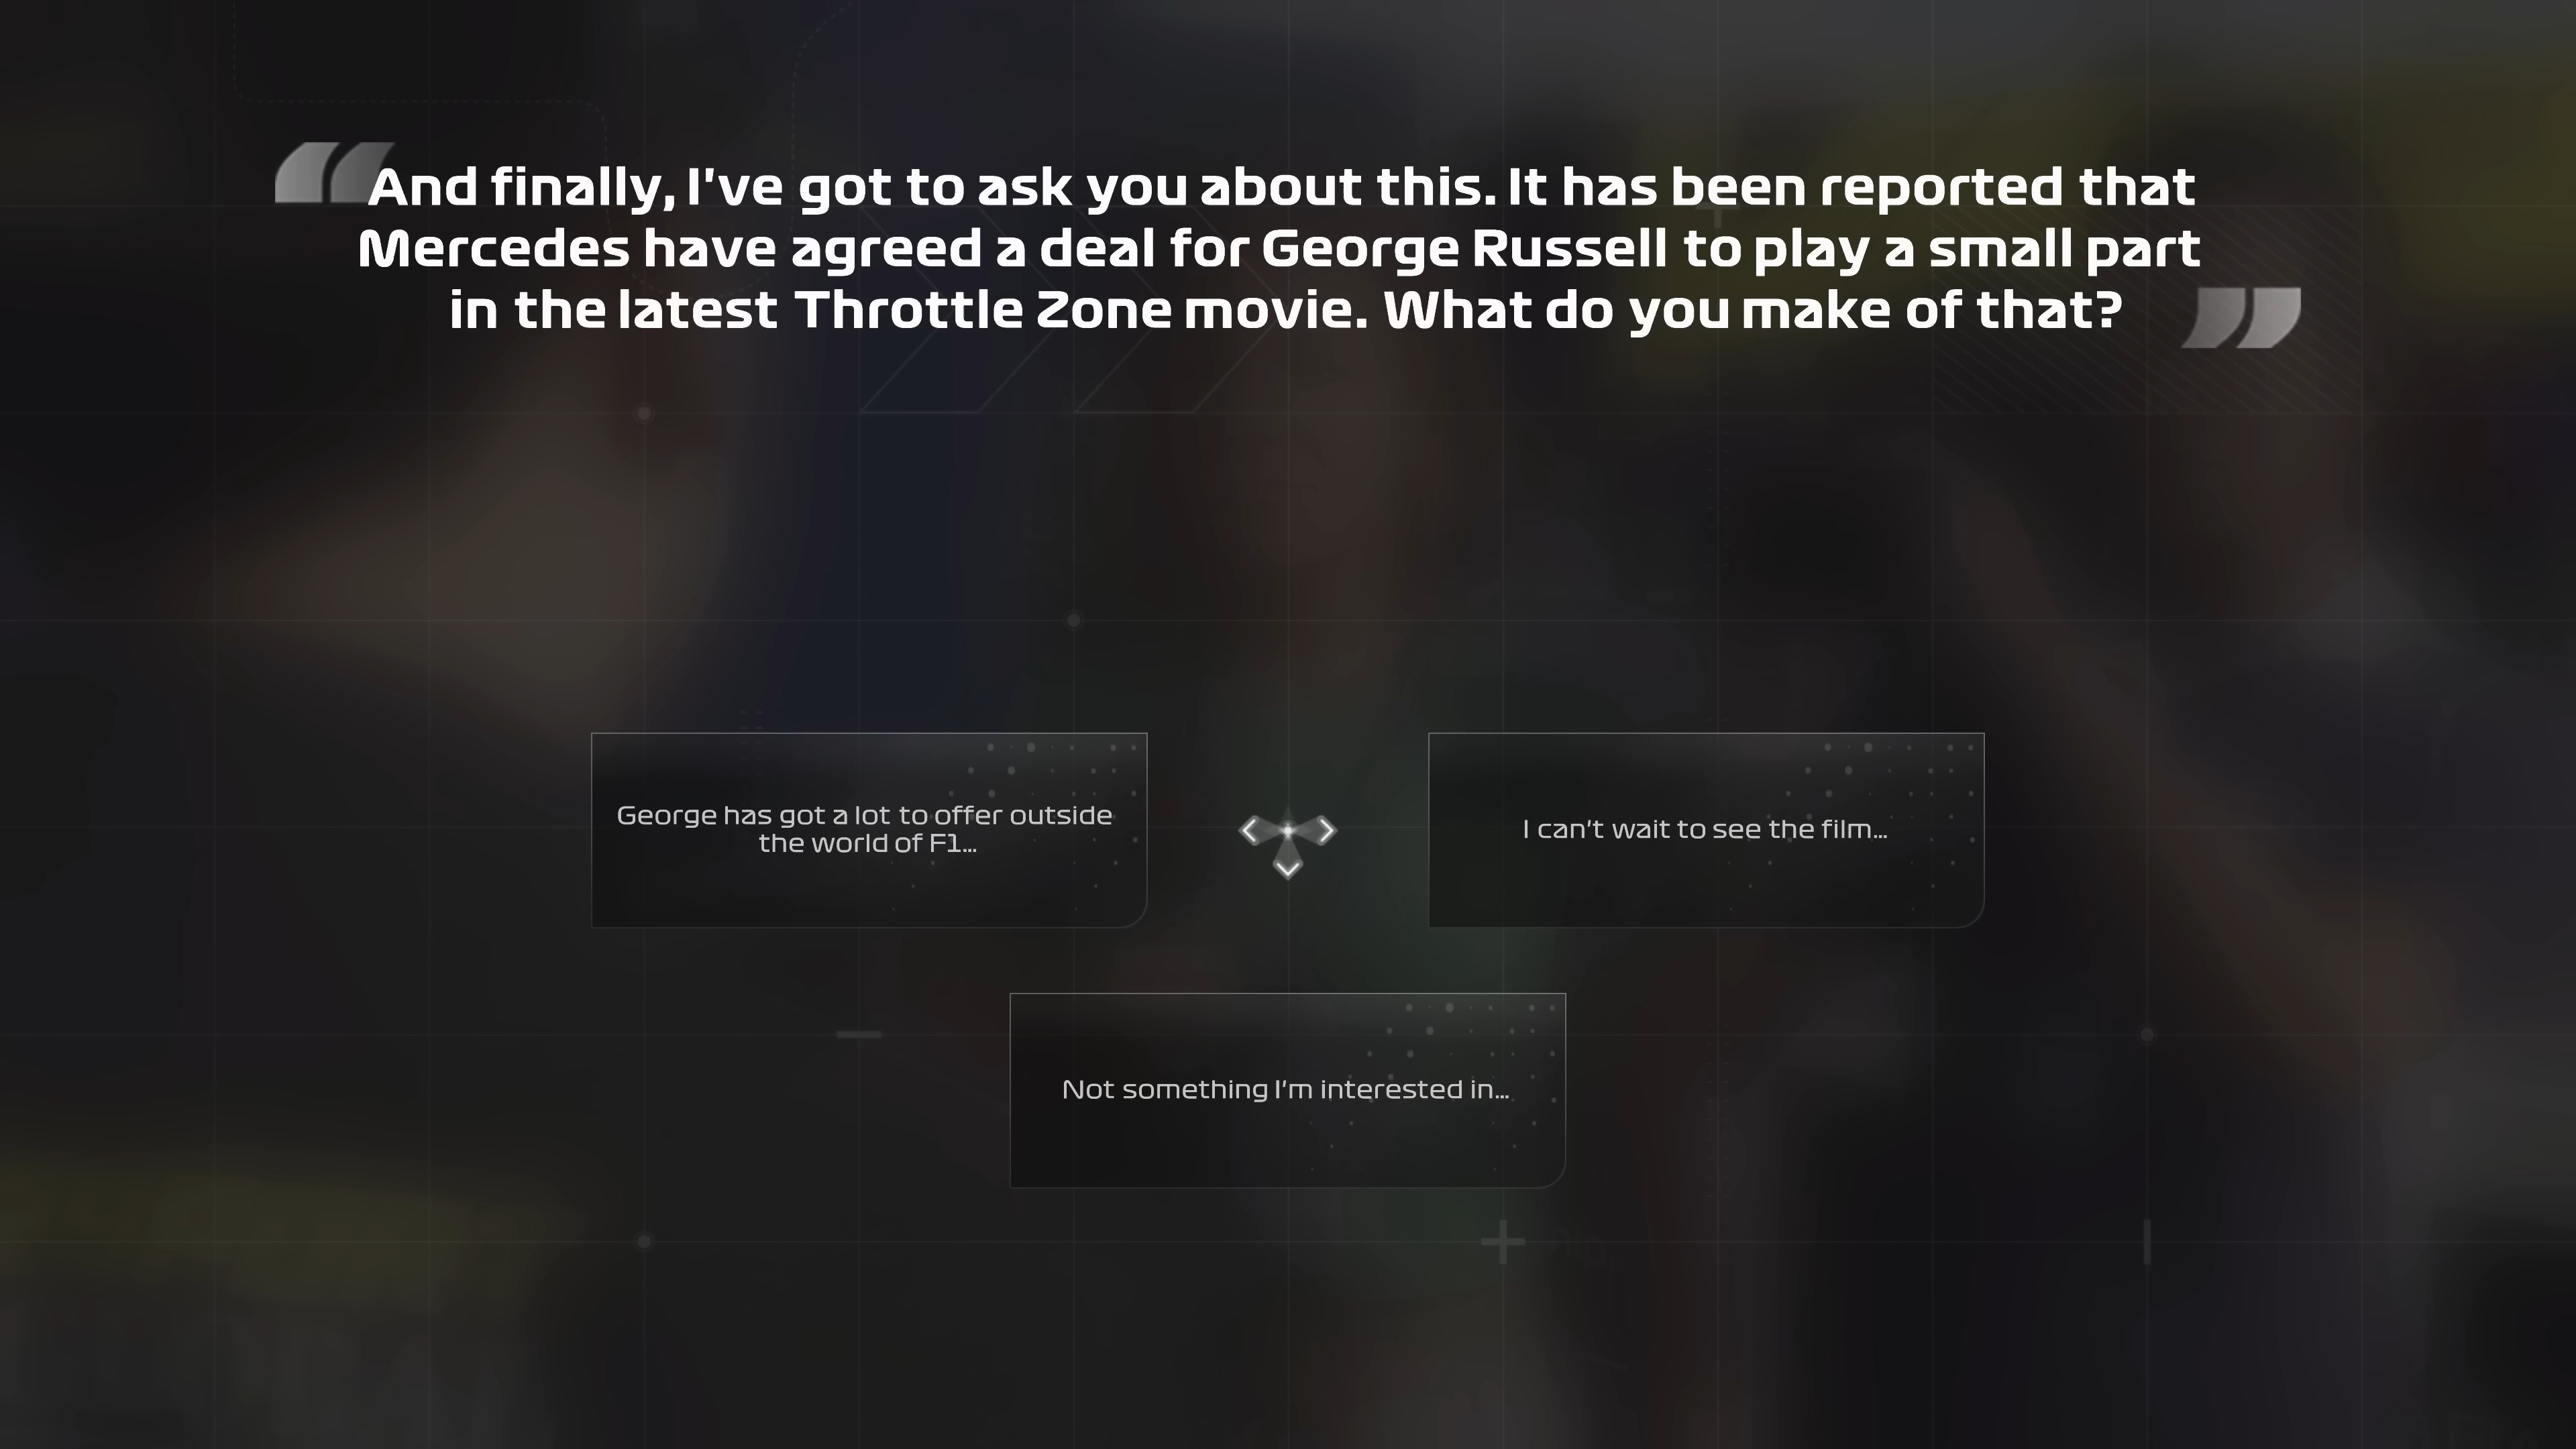 And finally, I've got to ask you about this. It has been reported that
Mercedes have agreed a deal for George Russell to play a small part
in the latest Throttle Zone movie. What do you make of that?
George has got a lot to offer outside
the world of F1...
I can't wait to see the film...
Not something I'm interested in...